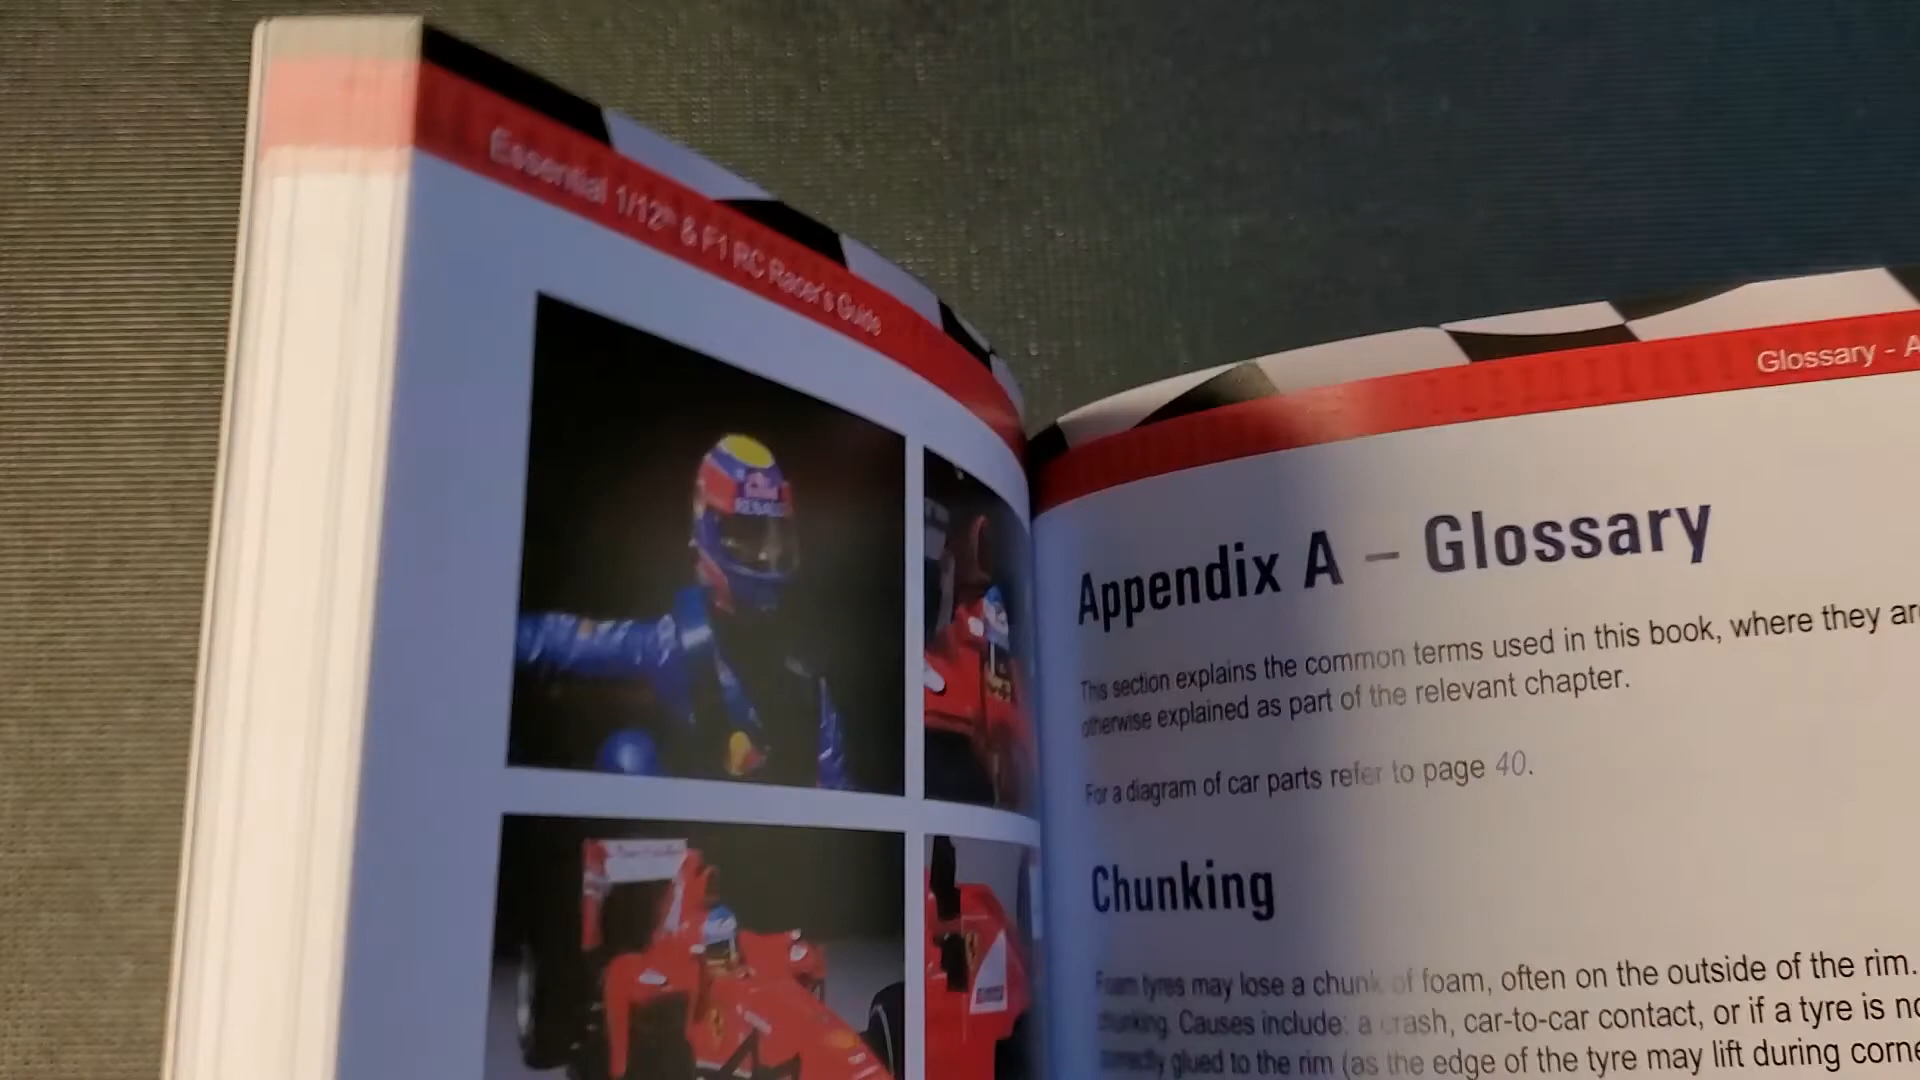 Essential 1/12th & F1 RC Racer's Guide
RENAULT
Glossary - A
Appendix A – Glossary
This section explains the common terms used in this book, where they are
otherwise explained as part of the relevant chapter.
For a diagram of car parts refer to page 40.
Chunking
Foam tyres may lose a chunk of foam, often on the outside of the rim.
chunking. Causes include: a crash, car-to-car contact, or if a tyre is no
correctly glued to the rim (as the edge of the tyre may lift during corne